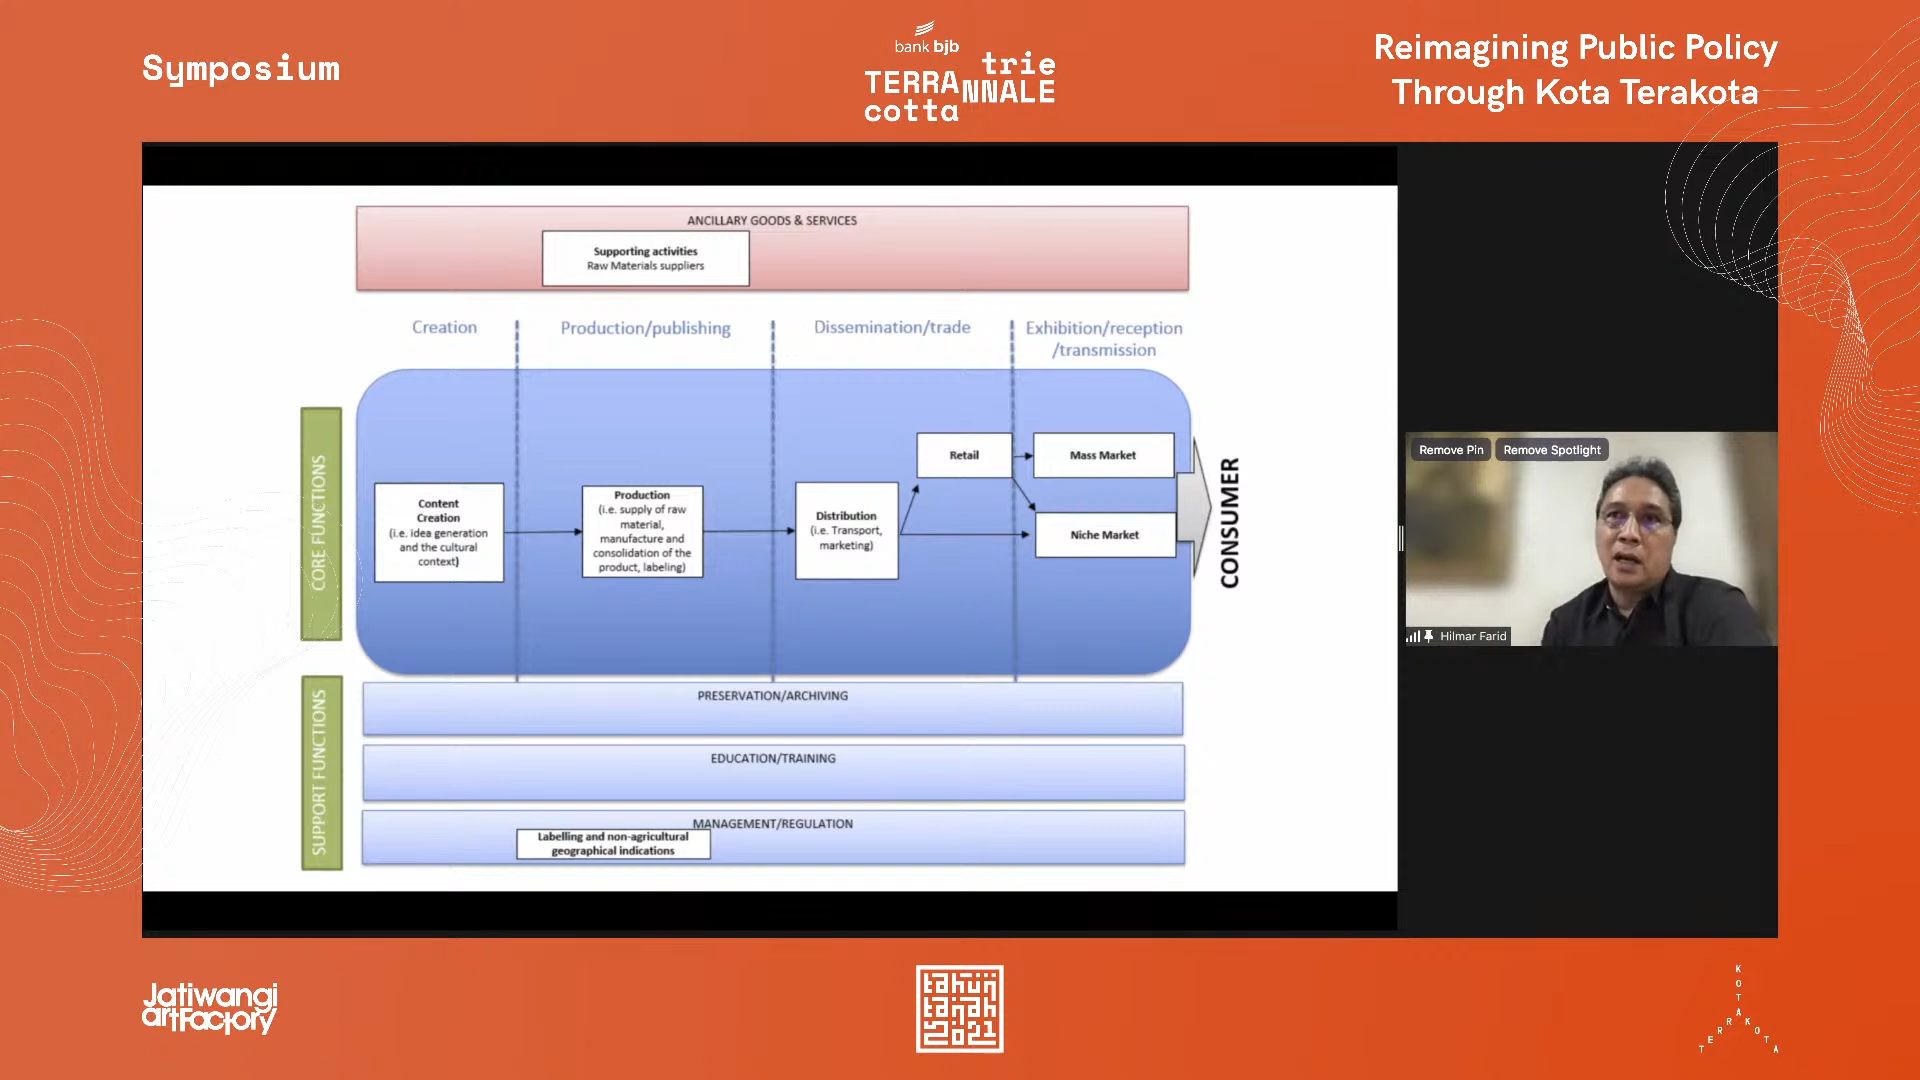 Symposium
bank bjb
TERRA
cotta
trie
NNALE
Reimagining Public Policy
Through Kota Terakota
ANCILLARY GOODS & SERVICES
Supporting activities
Raw Materials suppliers
Creation
Production/publishing
Dissemination/trade
Exhibition/reception
/transmission
CORE FUNCTIONS
Content
Creation
(i.e. idea generation
and the cultural
context)
Production
(i.e. supply of raw
material,
manufacture and
consolidation of the
product, labeling)
Distribution
(i.e. Transport,
marketing)
Retail
Mass Market
Niche Market
CONSUMER
SUPPORT FUNCTIONS
PRESERVATION/ARCHIVING
EDUCATION/TRAINING
MANAGEMENT/REGULATION
Labelling and non-agricultural
geographical indications
Remove Pin
Remove Spotlight
Hilmar Farid
Jatiwangi
artFactory
tahun
tanah
2021
KOTA
TERRAKOTA